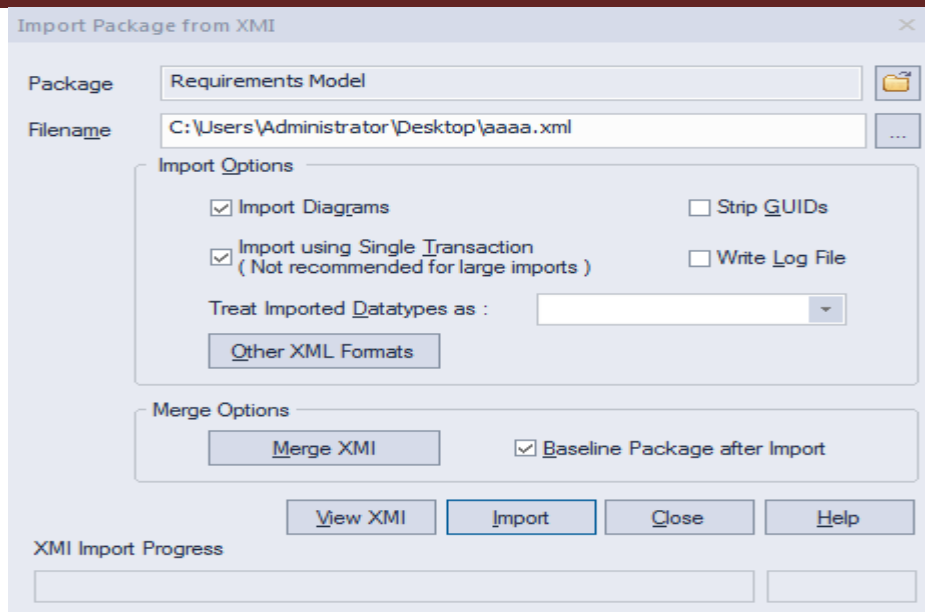 Import Package from XMI
Package
Requirements Model
Filename
C:\Users\Administrator\Desktop\aaaa.xml
...
Import Options
Import Diagrams
Strip GUIDs
Import using Single Transaction
( Not recommended for large imports )
Write Log File
Treat Imported Datatypes as :
Other XML Formats
Merge Options
Merge XMI
Baseline Package after Import
View XMI
Import
Close
Help
XMI Import Progress